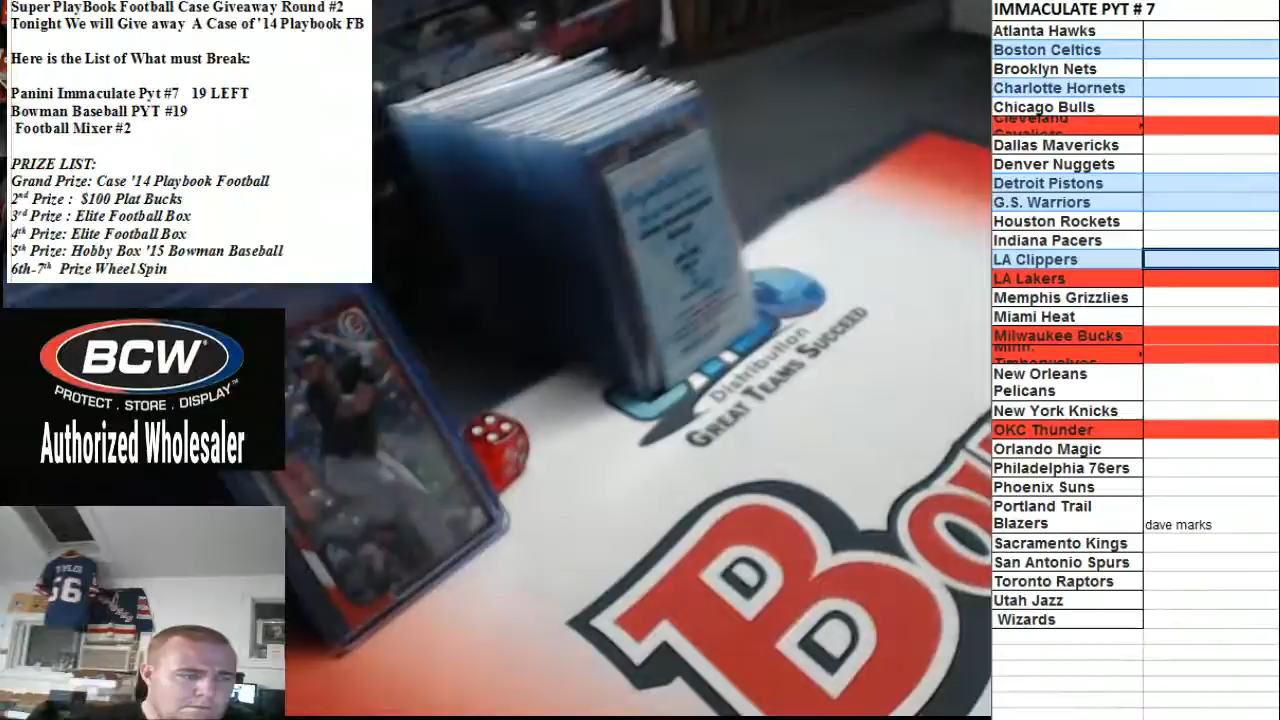 Super PlayBook Football Case Giveaway Round #2
Tonight We will Give away A Case of '14 Playbook FB
Here is the List of What must Break:
Panini Immaculate Pyt #7 19 LEFT
Bowman Baseball PYT #19
Football Mixer #2
PRIZE LIST:
Grand Prize: Case '14 Playbook Football
2nd Prize : $100 Plat Bucks
3rd Prize : Elite Football Box
4th Prize: Elite Football Box
5th Prize: Hobby Box '15 Bowman Baseball
6th-7th Prize Wheel Spin
BCW
PROTECT . STORE . DISPLAY™
Authorized Wholesaler
56
Distribution
GREAT TEAMS SUCCEED
IMMACULATE PYT # 7
Atlanta Hawks
Boston Celtics
Brooklyn Nets
Charlotte Hornets
Chicago Bulls
Cleveland
Cavaliers
Dallas Mavericks
Denver Nuggets
Detroit Pistons
G.S. Warriors
Houston Rockets
Indiana Pacers
LA Clippers
LA Lakers
Memphis Grizzlies
Miami Heat
Milwaukee Bucks
Minn.
Timberwolves
New Orleans
Pelicans
New York Knicks
OKC Thunder
Orlando Magic
Philadelphia 76ers
Phoenix Suns
Portland Trail
Blazers dave marks
Sacramento Kings
San Antonio Spurs
Toronto Raptors
Utah Jazz
Wizards